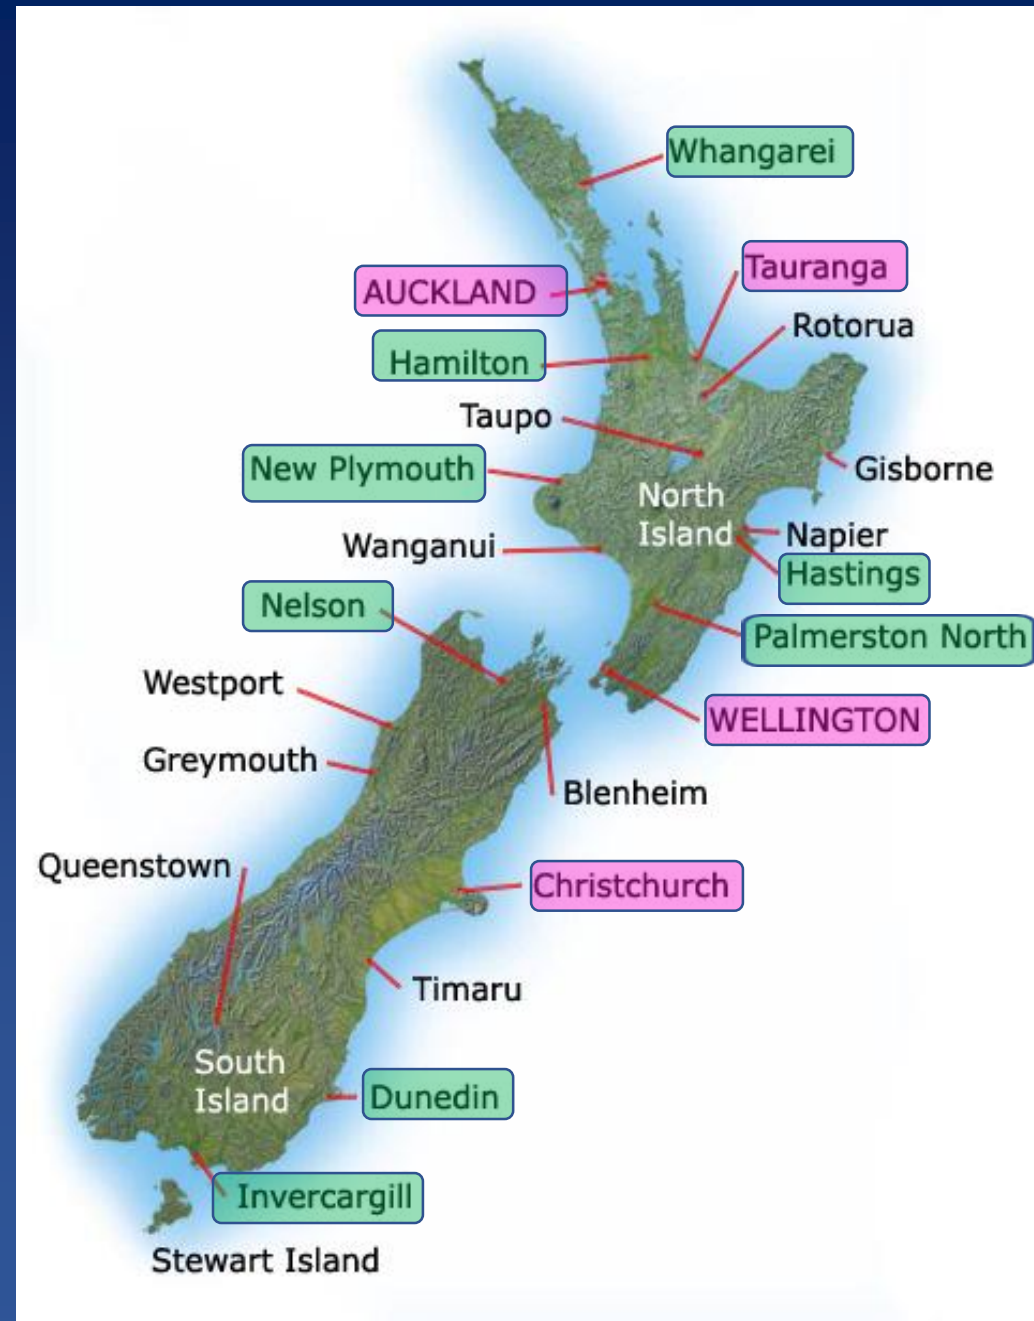 Whangarei
Tauranga
AUCKLAND
Rotorua
Hamilton
Taupo
New Plymouth
Gisborne
North
Island
Napier
Wanganui
Hastings
Nelson
Palmerston North
Westport
WELLINGTON
Greymouth
Blenheim
Queenstown
Christchurch
Timaru
South
Island
Dunedin
Invercargill
Stewart Island